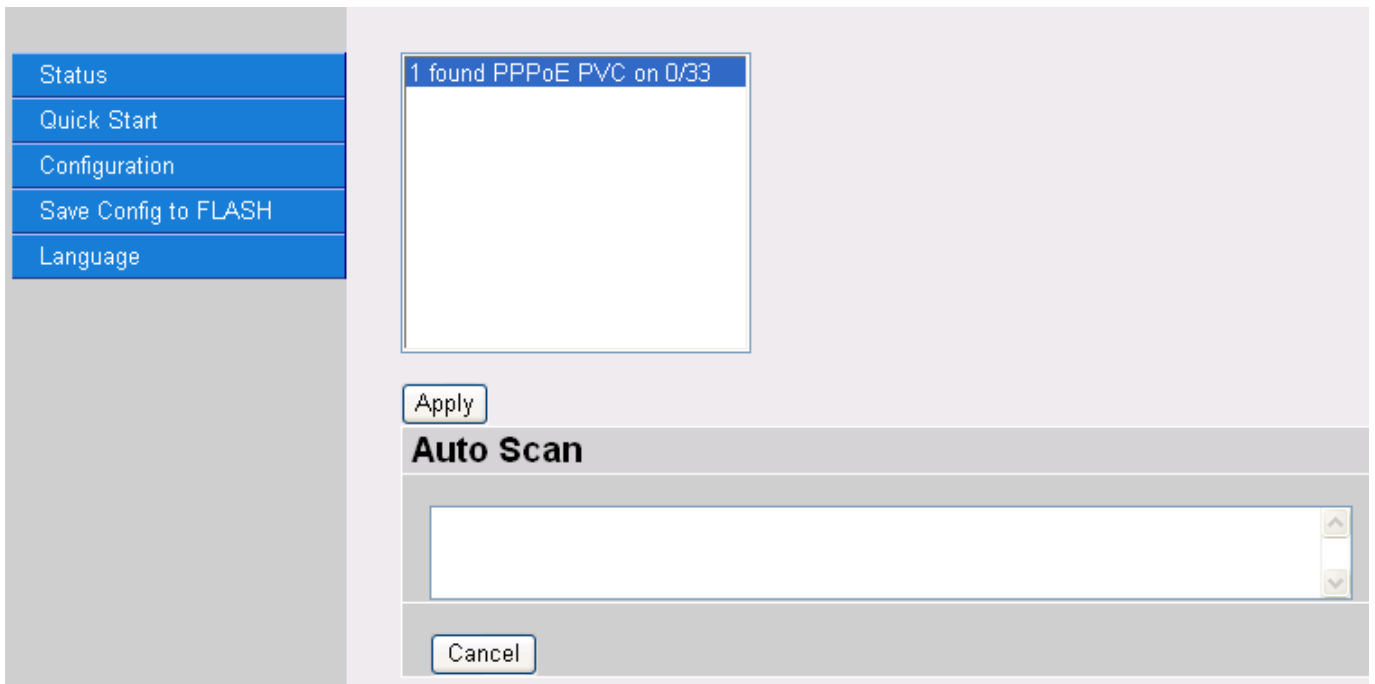 Status
Quick Start
Configuration
Save Config to FLASH
Language
1 found PPPoE PVC on 0/33
Apply
Auto Scan
Cancel